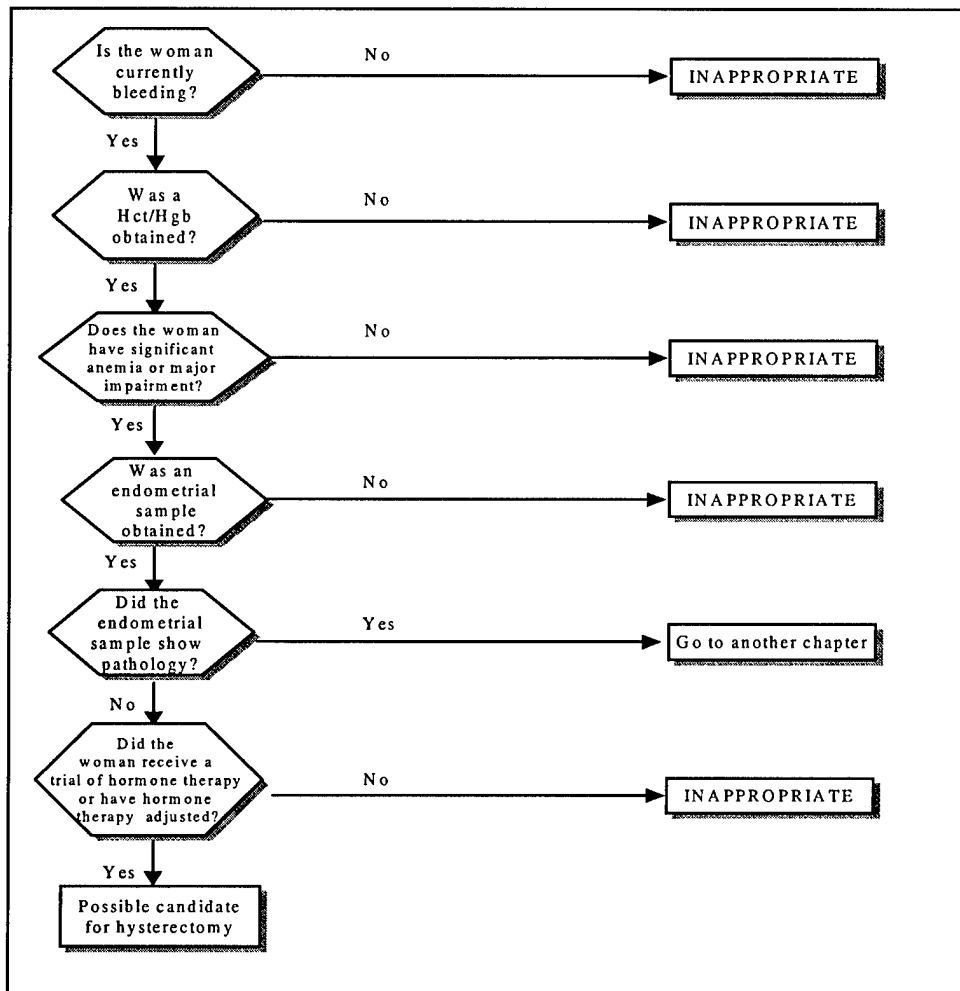 Is the woman
currently
bleeding?
No
INAPPROPRIATE
Yes
Was a
Hct/Hgb
obtained?
No
INAPPROPRIATE
Yes
Does the woman
have significant
anemia or major
impairment?
No
INAPPROPRIATE
Yes
Was an
endometrial
sample
obtained?
No
INAPPROPRIATE
Yes
Did the
endometrial
sample show
pathology?
Yes
Go to another chapter
No
Did the
woman receive a
trial of hormone therapy
or have hormone
therapy adjusted?
No
INAPPROPRIATE
Yes
Possible candidate
for hysterectomy